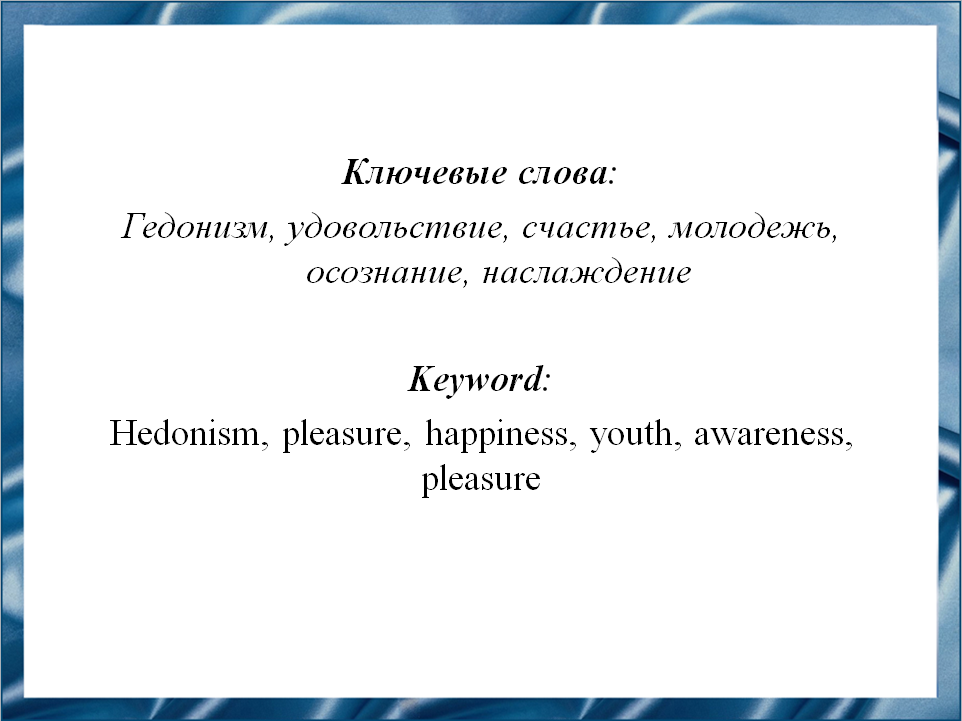 Ключевые слова:
Гедонизм, удовольствие, счастье, молодежь,
осознание, наслаждение
Keyword:
Hedonism, pleasure, happiness, youth, awareness,
pleasure